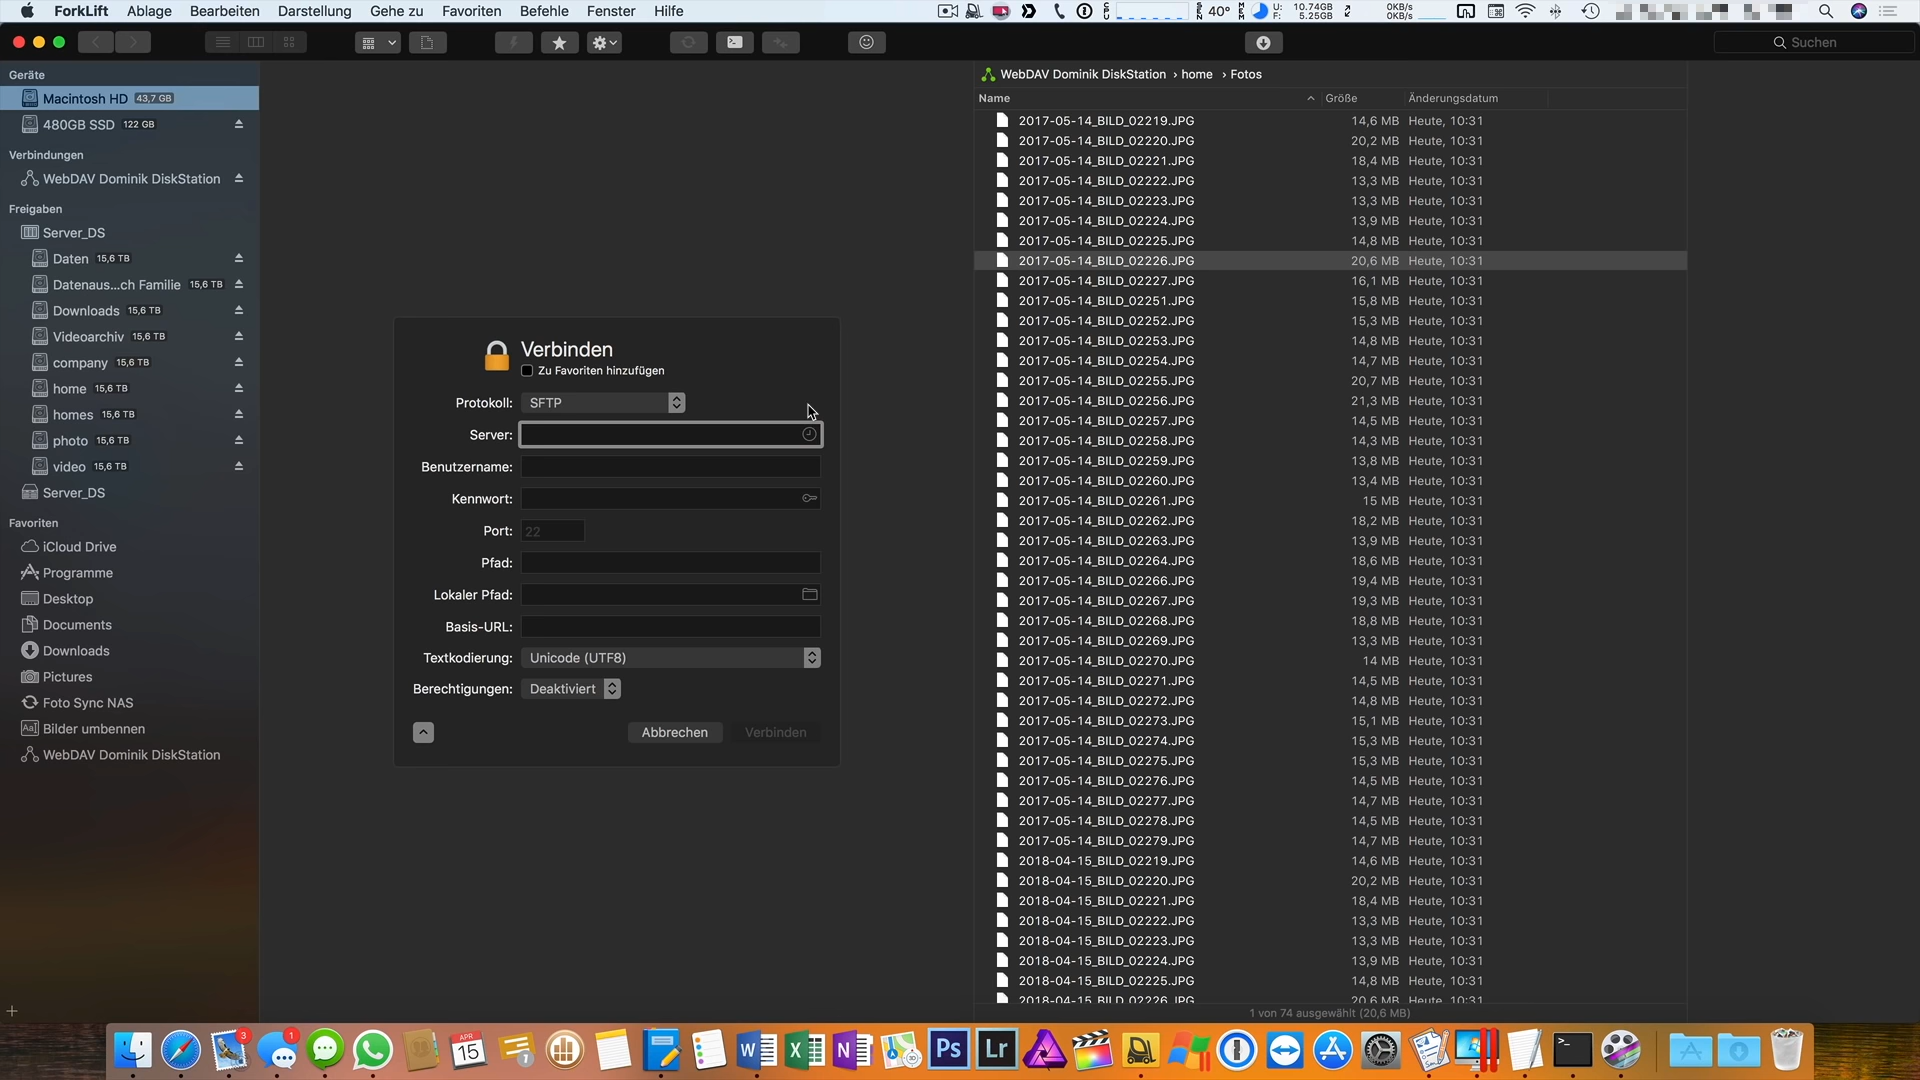 ForkLift Ablage Bearbeiten Darstellung Gehe zu Favoriten Befehle Fenster Hilfe
40° U: 10.74GB 0KB/s
F: 5.25GB 0KB/s
Suchen
Geräte
Macintosh HD 43,7 GB
480GB SSD 122 GB
Verbindungen
WebDAV Dominik DiskStation
Freigaben
Server_DS
Daten 15,6 TB
Datenaus...ch Familie 15,6 TB
Downloads 15,6 TB
Videoarchiv 15,6 TB
company 15,6 TB
home 15,6 TB
homes 15,6 TB
photo 15,6 TB
video 15,6 TB
Server_DS
Favoriten
iCloud Drive
Programme
Desktop
Documents
Downloads
Pictures
Foto Sync NAS
Bilder umbennen
WebDAV Dominik DiskStation
Verbinden
Zu Favoriten hinzufügen
Protokoll: SFTP
Server:
Benutzername:
Kennwort:
Port: 22
Pfad:
Lokaler Pfad:
Basis-URL:
Textkodierung: Unicode (UTF8)
Berechtigungen: Deaktiviert
Abbrechen Verbinden
WebDAV Dominik DiskStation › home › Fotos
Name Größe Änderungsdatum
2017-05-14_BILD_02219.JPG 14,6 MB Heute, 10:31
2017-05-14_BILD_02220.JPG 20,2 MB Heute, 10:31
2017-05-14_BILD_02221.JPG 18,4 MB Heute, 10:31
2017-05-14_BILD_02222.JPG 13,3 MB Heute, 10:31
2017-05-14_BILD_02223.JPG 13,3 MB Heute, 10:31
2017-05-14_BILD_02224.JPG 13,9 MB Heute, 10:31
2017-05-14_BILD_02225.JPG 14,8 MB Heute, 10:31
2017-05-14_BILD_02226.JPG 20,6 MB Heute, 10:31
2017-05-14_BILD_02227.JPG 16,1 MB Heute, 10:31
2017-05-14_BILD_02251.JPG 15,8 MB Heute, 10:31
2017-05-14_BILD_02252.JPG 15,3 MB Heute, 10:31
2017-05-14_BILD_02253.JPG 14,8 MB Heute, 10:31
2017-05-14_BILD_02254.JPG 14,7 MB Heute, 10:31
2017-05-14_BILD_02255.JPG 20,7 MB Heute, 10:31
2017-05-14_BILD_02256.JPG 21,3 MB Heute, 10:31
2017-05-14_BILD_02257.JPG 14,5 MB Heute, 10:31
2017-05-14_BILD_02258.JPG 14,3 MB Heute, 10:31
2017-05-14_BILD_02259.JPG 13,8 MB Heute, 10:31
2017-05-14_BILD_02260.JPG 13,4 MB Heute, 10:31
2017-05-14_BILD_02261.JPG 15 MB Heute, 10:31
2017-05-14_BILD_02262.JPG 18,2 MB Heute, 10:31
2017-05-14_BILD_02263.JPG 13,9 MB Heute, 10:31
2017-05-14_BILD_02264.JPG 18,6 MB Heute, 10:31
2017-05-14_BILD_02266.JPG 19,4 MB Heute, 10:31
2017-05-14_BILD_02267.JPG 19,3 MB Heute, 10:31
2017-05-14_BILD_02268.JPG 18,8 MB Heute, 10:31
2017-05-14_BILD_02269.JPG 13,3 MB Heute, 10:31
2017-05-14_BILD_02270.JPG 14 MB Heute, 10:31
2017-05-14_BILD_02271.JPG 14,5 MB Heute, 10:31
2017-05-14_BILD_02272.JPG 14,8 MB Heute, 10:31
2017-05-14_BILD_02273.JPG 15,1 MB Heute, 10:31
2017-05-14_BILD_02274.JPG 15,3 MB Heute, 10:31
2017-05-14_BILD_02275.JPG 15,3 MB Heute, 10:31
2017-05-14_BILD_02276.JPG 14,5 MB Heute, 10:31
2017-05-14_BILD_02277.JPG 14,7 MB Heute, 10:31
2017-05-14_BILD_02278.JPG 14,5 MB Heute, 10:31
2017-05-14_BILD_02279.JPG 14,7 MB Heute, 10:31
2018-04-15_BILD_02219.JPG 14,6 MB Heute, 10:31
2018-04-15_BILD_02220.JPG 20,2 MB Heute, 10:31
2018-04-15_BILD_02221.JPG 18,4 MB Heute, 10:31
2018-04-15_BILD_02222.JPG 13,3 MB Heute, 10:31
2018-04-15_BILD_02223.JPG 13,3 MB Heute, 10:31
2018-04-15_BILD_02224.JPG 13,9 MB Heute, 10:31
2018-04-15_BILD_02225.JPG 14,8 MB Heute, 10:31
2018-04-15_BILD_02226.JPG 20,6 MB Heute, 10:31
1 von 74 ausgewählt (20,6 MB)
3 1 APR 15 1 W X N 3D Ps Lr